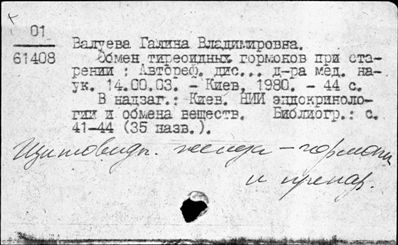 01
61408
Валуева Галина Владимировна.
Обмен тиреоидных гормонов при ста-
рении : Автореф. дис... д-ра мед. на-
ук. 14.00.03. - Киев, 1980. - 44 с.
В надзаг.: Киев. НИИ эндокриноло-
гии и обмена веществ. Библиогр.: с.
41-44 (35 назв.).
Щитовидн. железа - гормоны
и препар.